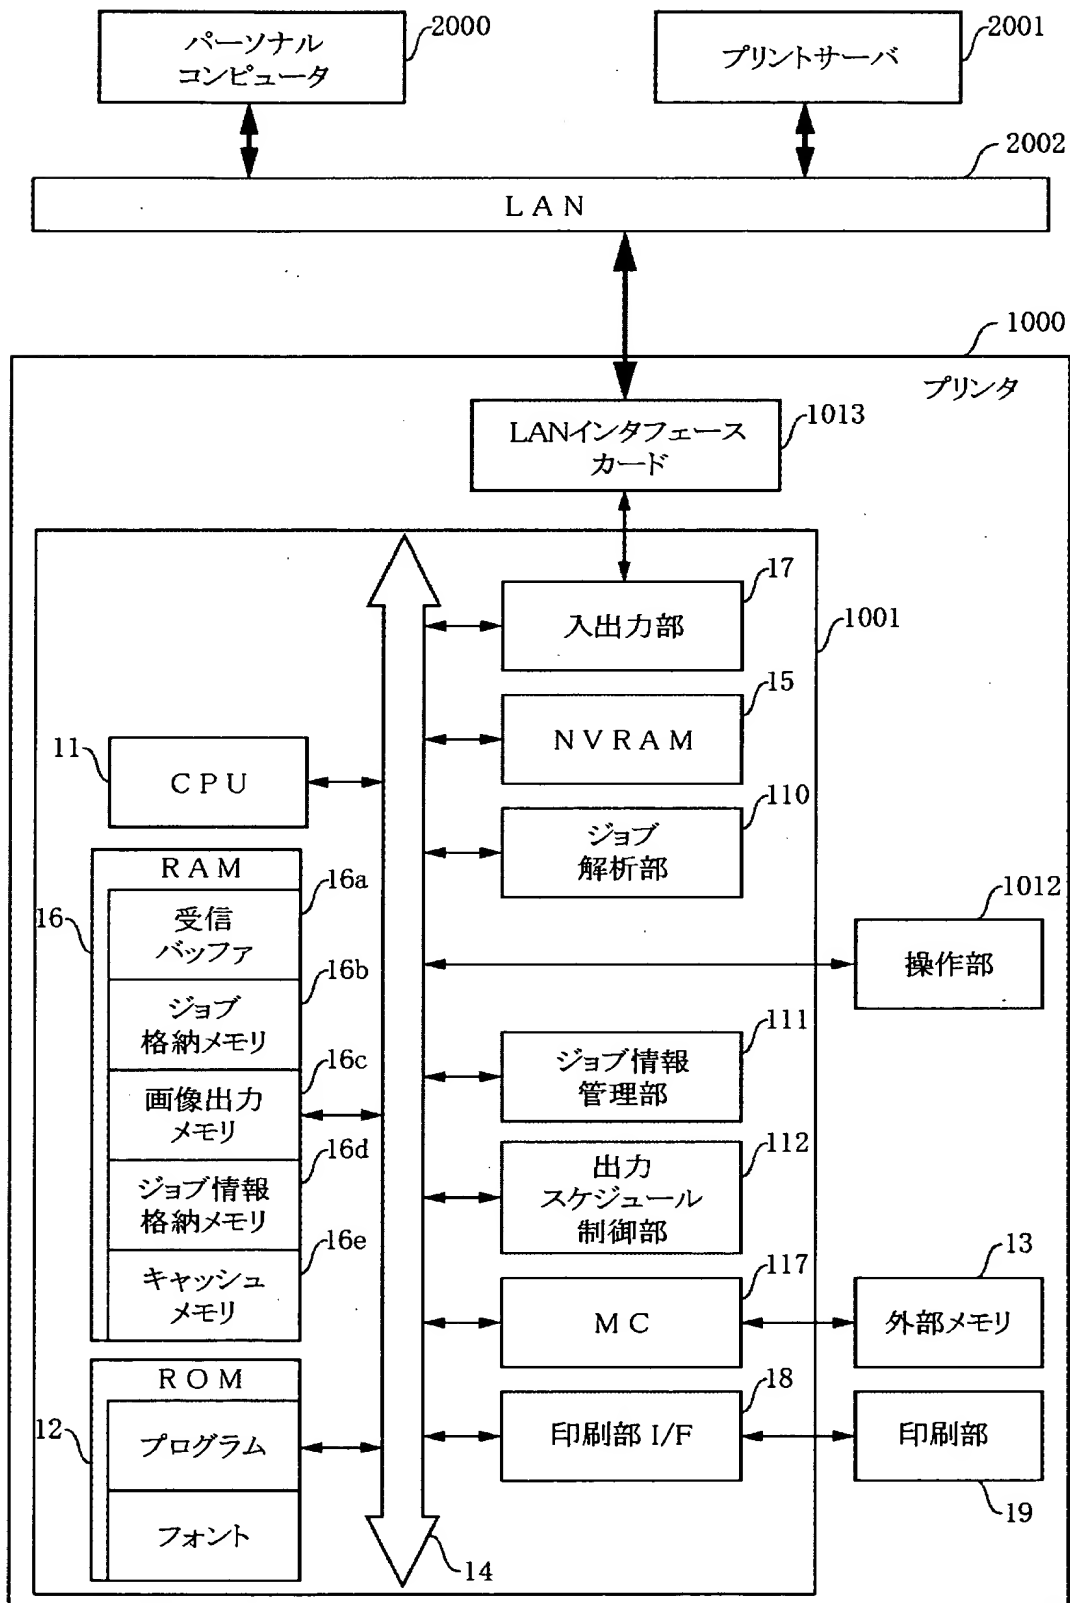 2000
パーソナル
コンピュータ
2001
プリントサーバ
2002
LAN
1000
プリンタ
1013
LANインタフェース
カード
17
入出力部
1001
15
NVRAM
11
CPU
110
ジョブ
解析部
RAM
16
16a
受信
バッファ
1012
操作部
16b
ジョブ
格納メモリ
111
ジョブ情報
管理部
16c
画像出力
メモリ
112
出力
スケジュール
制御部
16d
ジョブ情報
格納メモリ
16e
キャッシュ
メモリ
117
MC
13
外部メモリ
ROM
12
プログラム
フォント
18
印刷部 I/F
印刷部
19
14